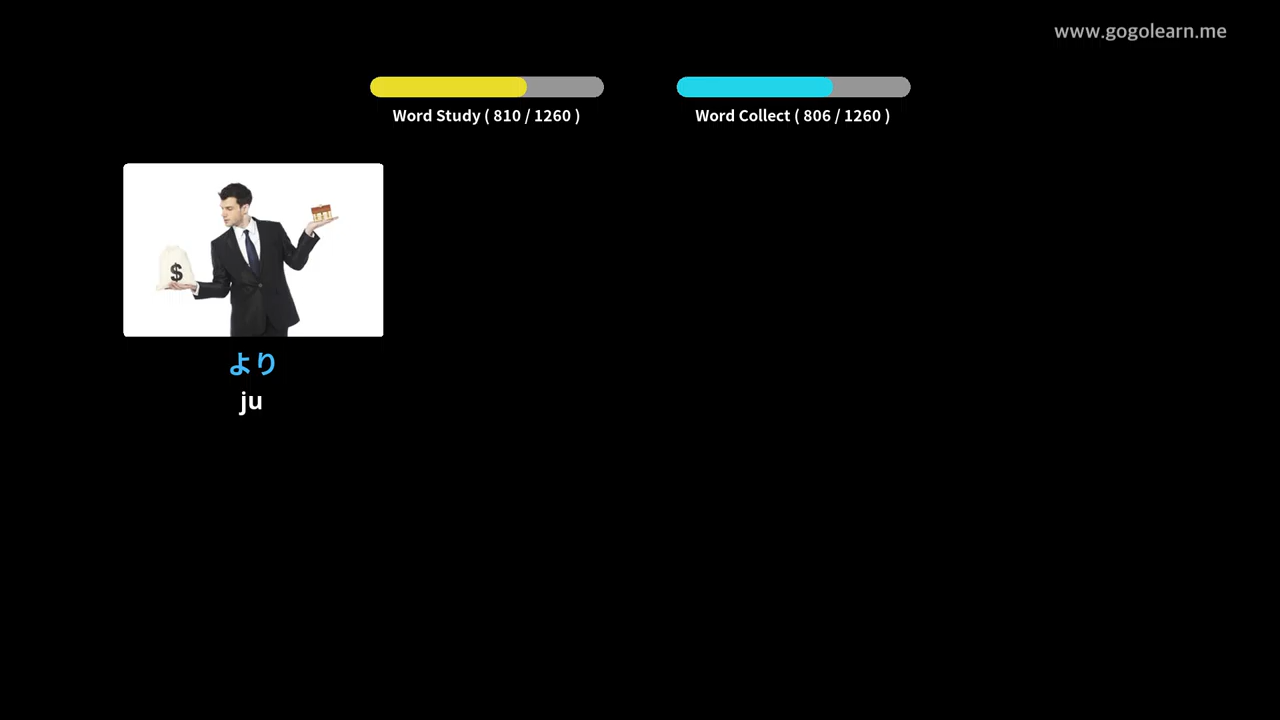 www.gogolearn.me
Word Study ( 810 / 1260 )
Word Collect ( 806 / 1260 )
$
より
ju